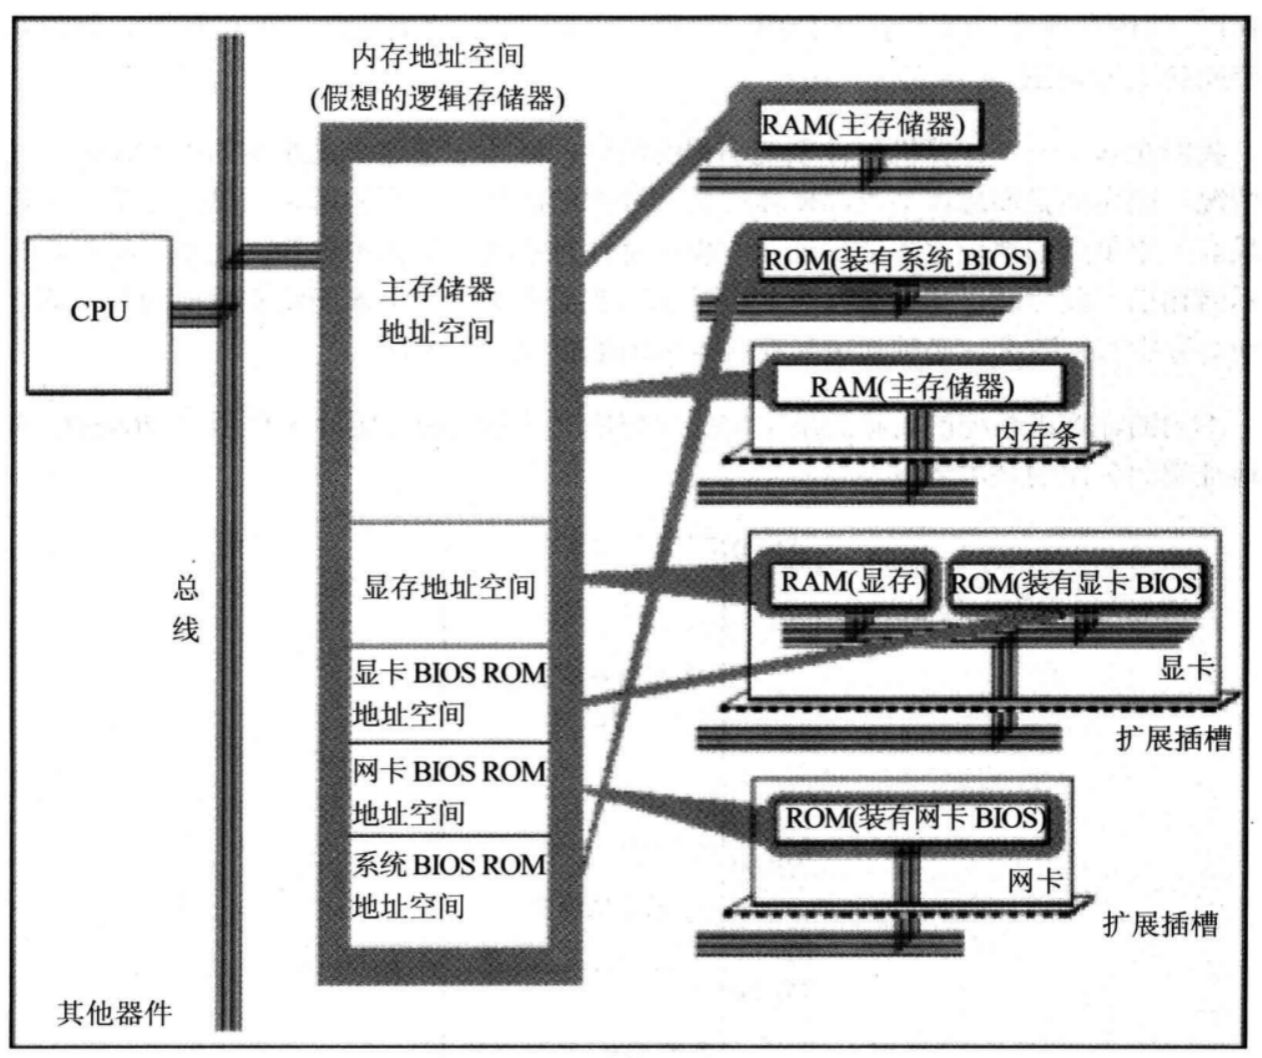 内存地址空间
(假想的逻辑存储器)
CPU
总
线
其他器件
主存储器
地址空间
显存地址空间
显卡 BIOS ROM
地址空间
网卡 BIOS ROM
地址空间
系统 BIOS ROM
地址空间
RAM(主存储器)
ROM(装有系统 BIOS)
RAM(主存储器)
内存条
RAM(显存)
ROM(装有显卡 BIOS)
显卡
扩展插槽
ROM(装有网卡 BIOS)
网卡
扩展插槽